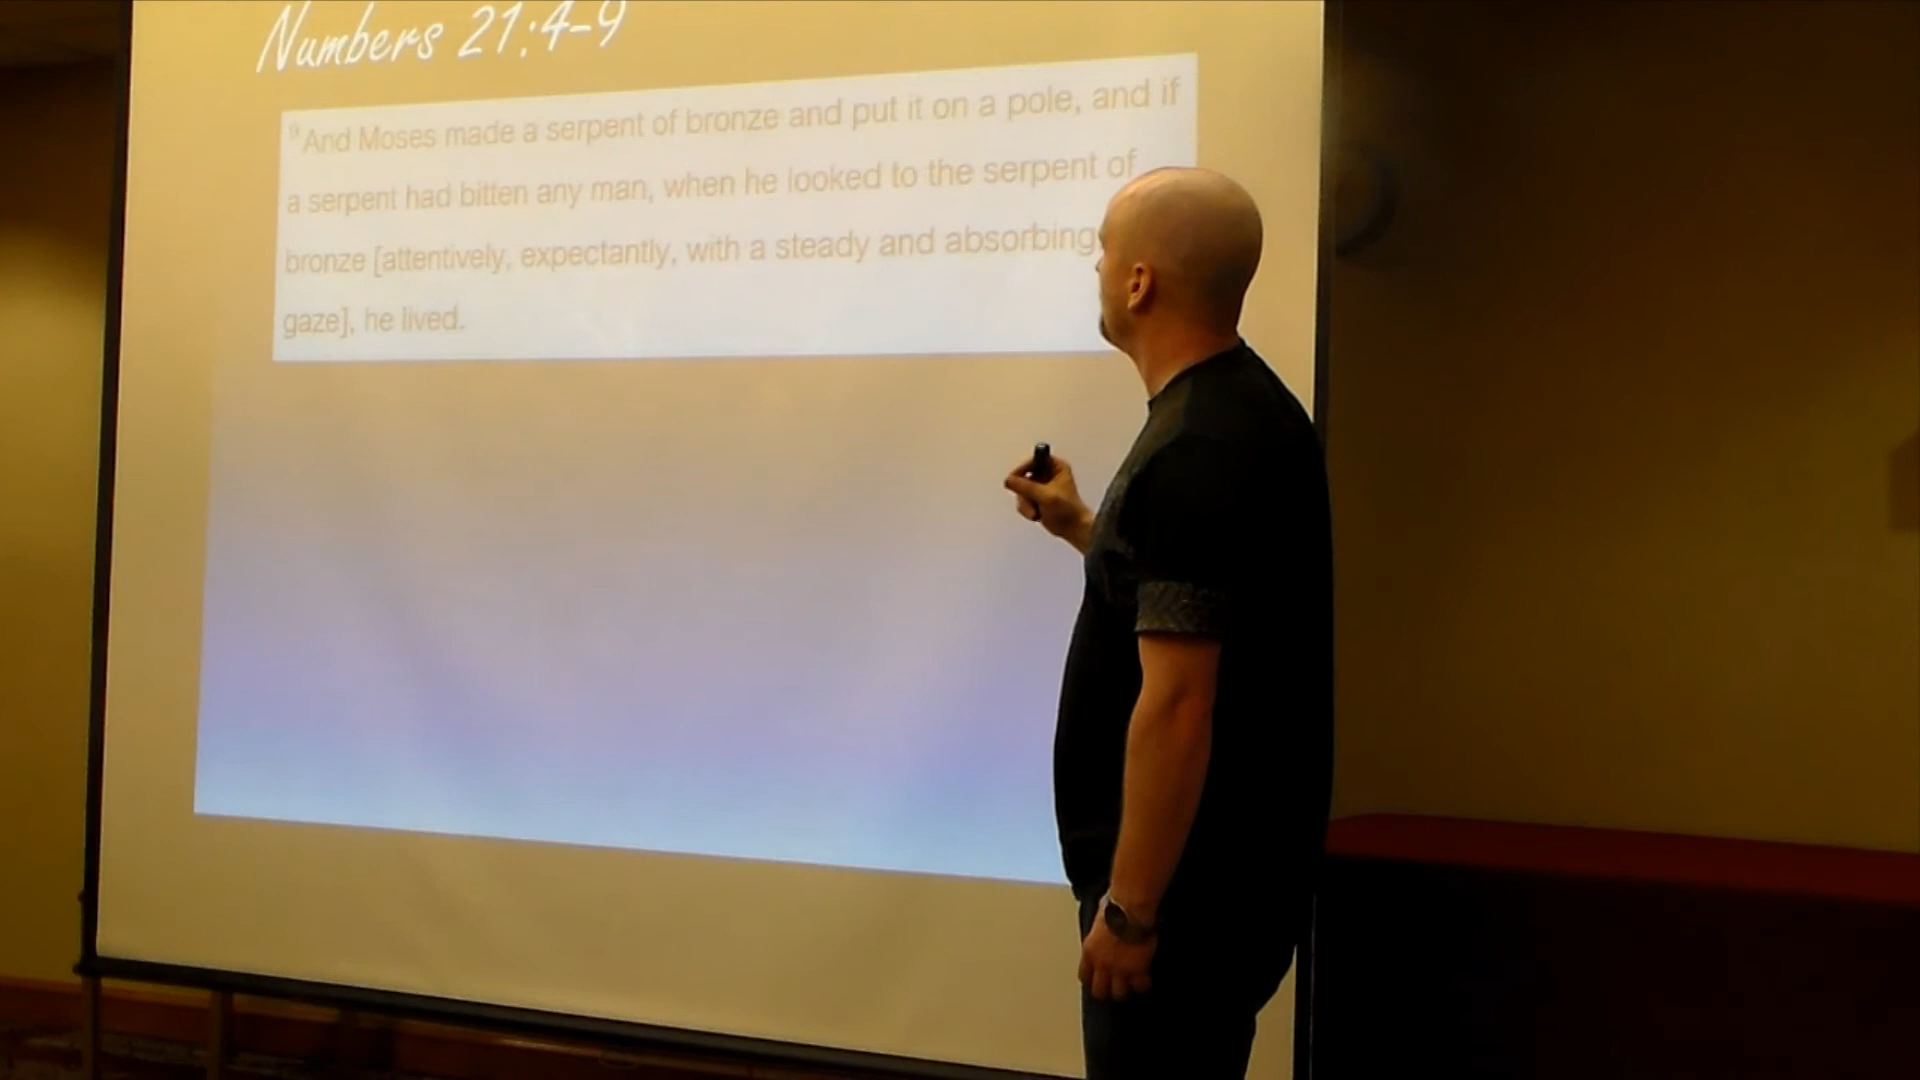 Numbers 21:4-9
9 And Moses made a serpent of bronze and put it on a pole, and if
a serpent had bitten any man, when he looked to the serpent of
bronze [attentively, expectantly, with a steady and absorbing
gaze], he lived.